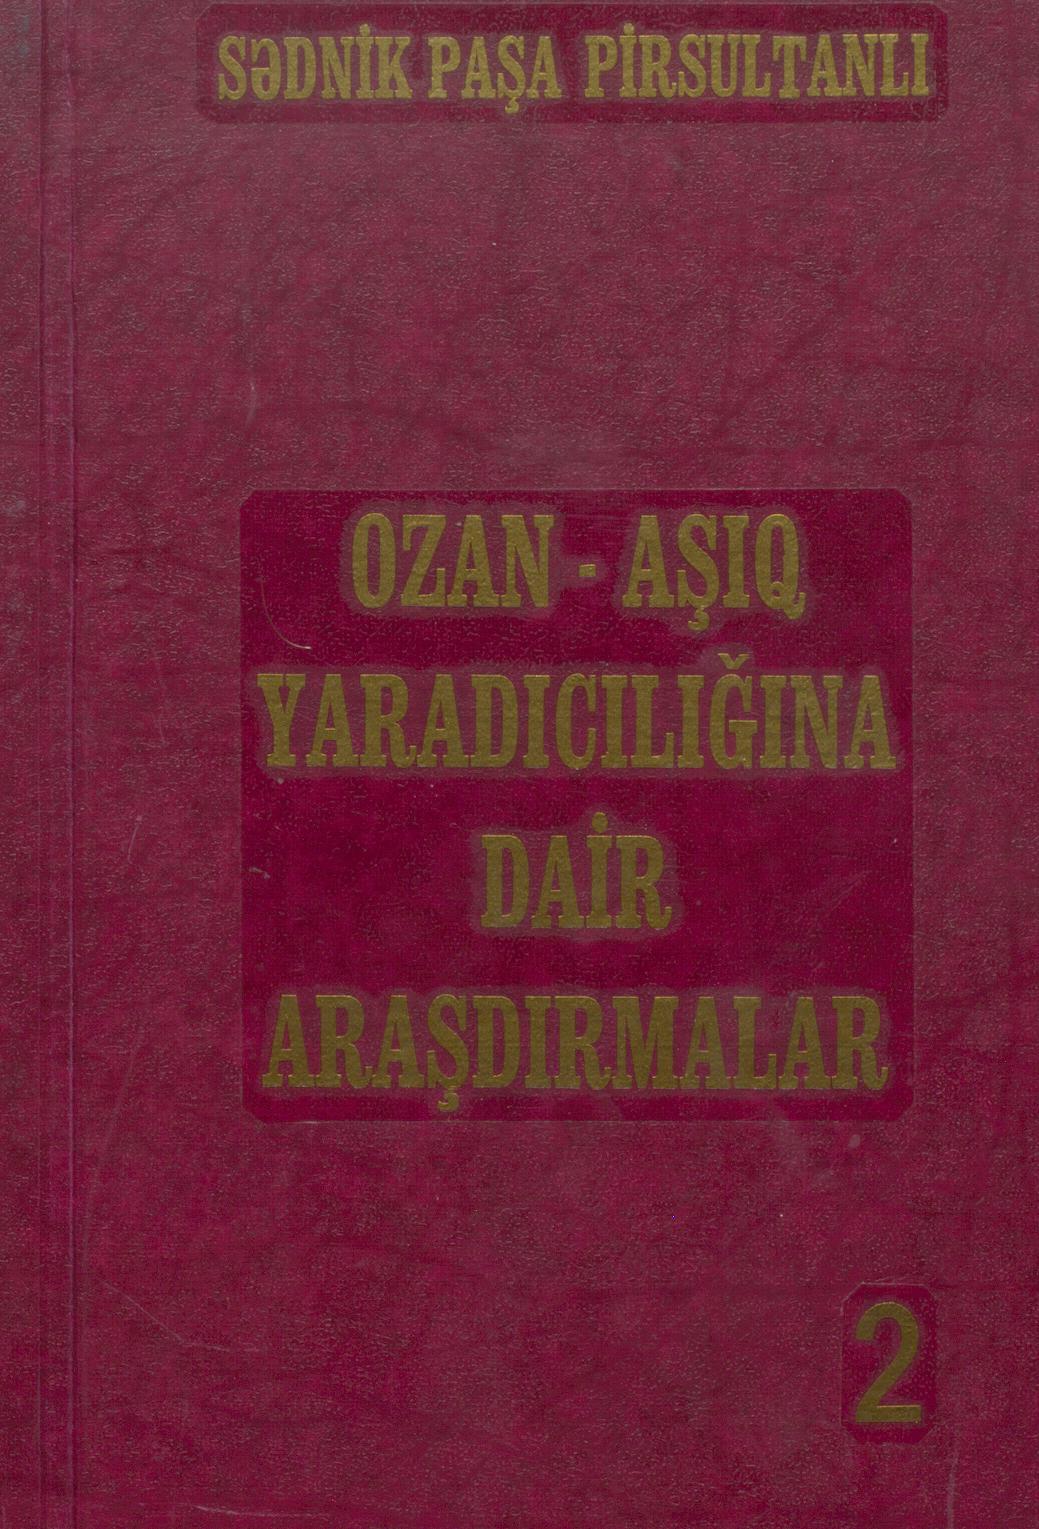 SƏDNİK PAŞA PİRSULTANLI
OZAN - AŞIQ
YARADICILIĞINA
DAİR
ARAŞDIRMALAR
2